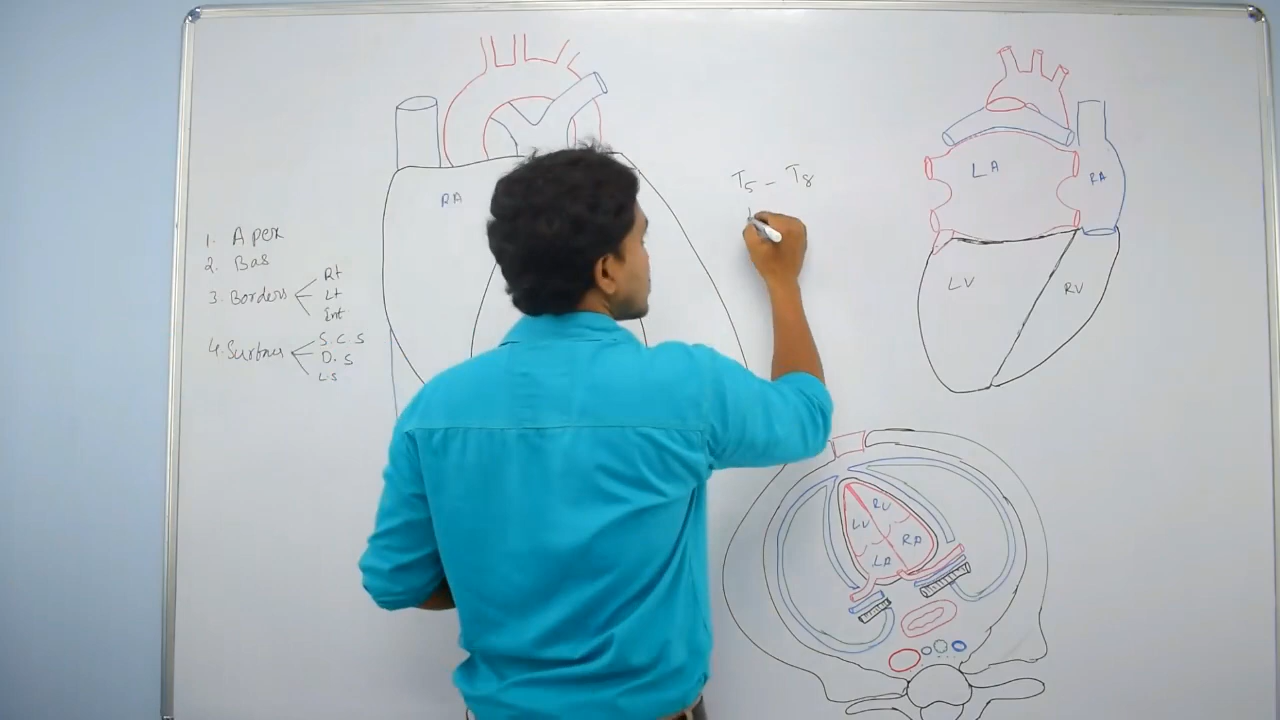 1. Apex
2. Bas
3. Borders
Rt
Lt
Inf
4. Surfaces
S.C.S
D.S
L.S
RA
T5 - T8
LA
RA
LV
RV
RV
LV
RA
LA